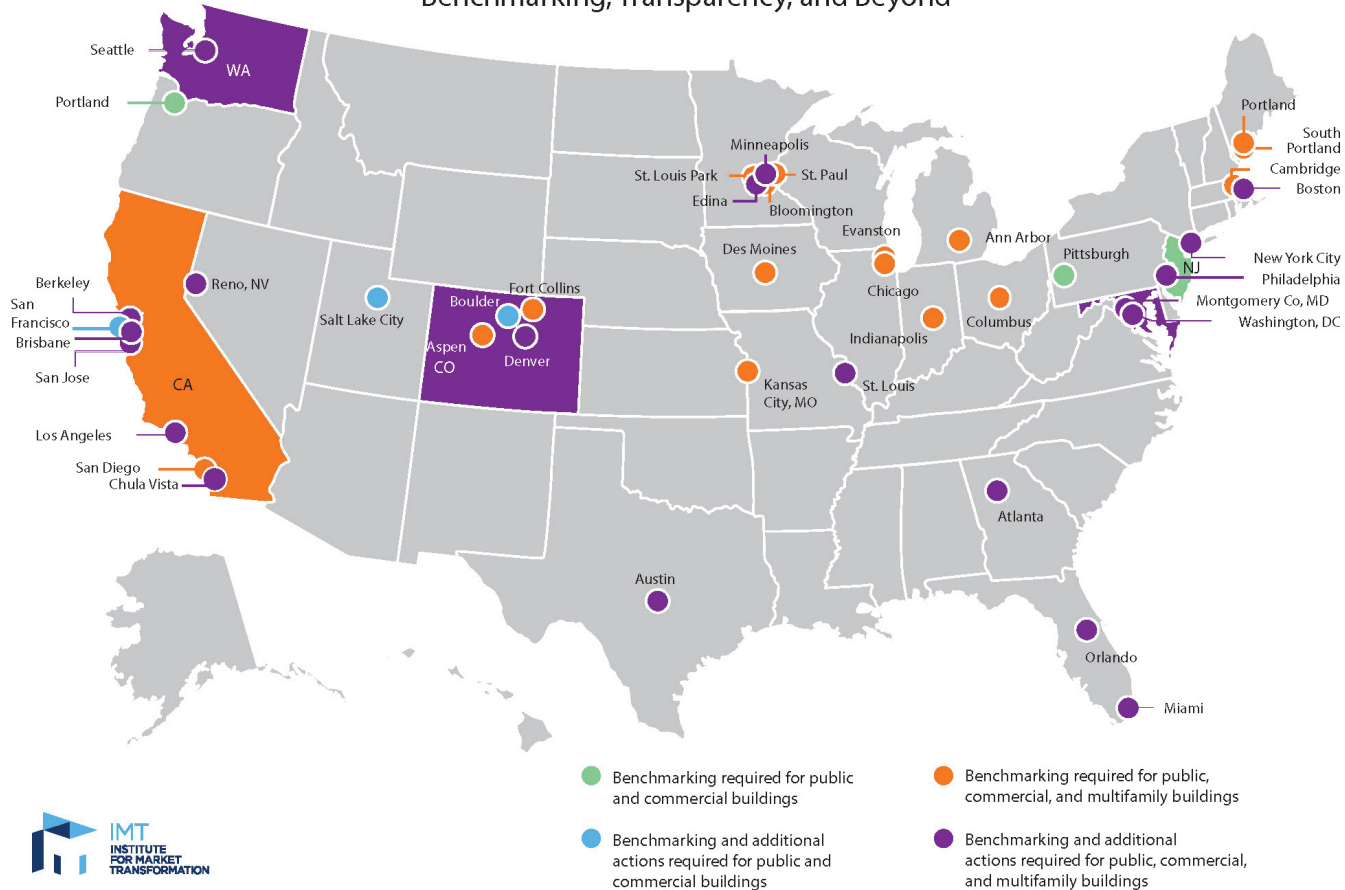 Benchmarking, Transparency, and Beyond
Seattle
WA
Portland
Portland
South
Portland
Cambridge
Boston
Minneapolis
St. Louis Park
St. Paul
Edina
Bloomington
Evanston
Ann Arbor
Des Moines
Pittsburgh
NJ
New York City
Philadelphia
Montgomery Co, MD
Washington, DC
Chicago
Columbus
Indianapolis
Berkeley
San
Francisco
Brisbane
San Jose
Reno, NV
Salt Lake City
Fort Collins
Boulder
Aspen
CO
Denver
CA
Kansas
City, MO
St. Louis
Los Angeles
San Diego
Chula Vista
Atlanta
Austin
Orlando
Miami
Benchmarking required for public
and commercial buildings
Benchmarking required for public,
commercial, and multifamily buildings
Benchmarking and additional
actions required for public and
commercial buildings
Benchmarking and additional
actions required for public, commercial,
and multifamily buildings
IMT
INSTITUTE
FOR MARKET
TRANSFORMATION